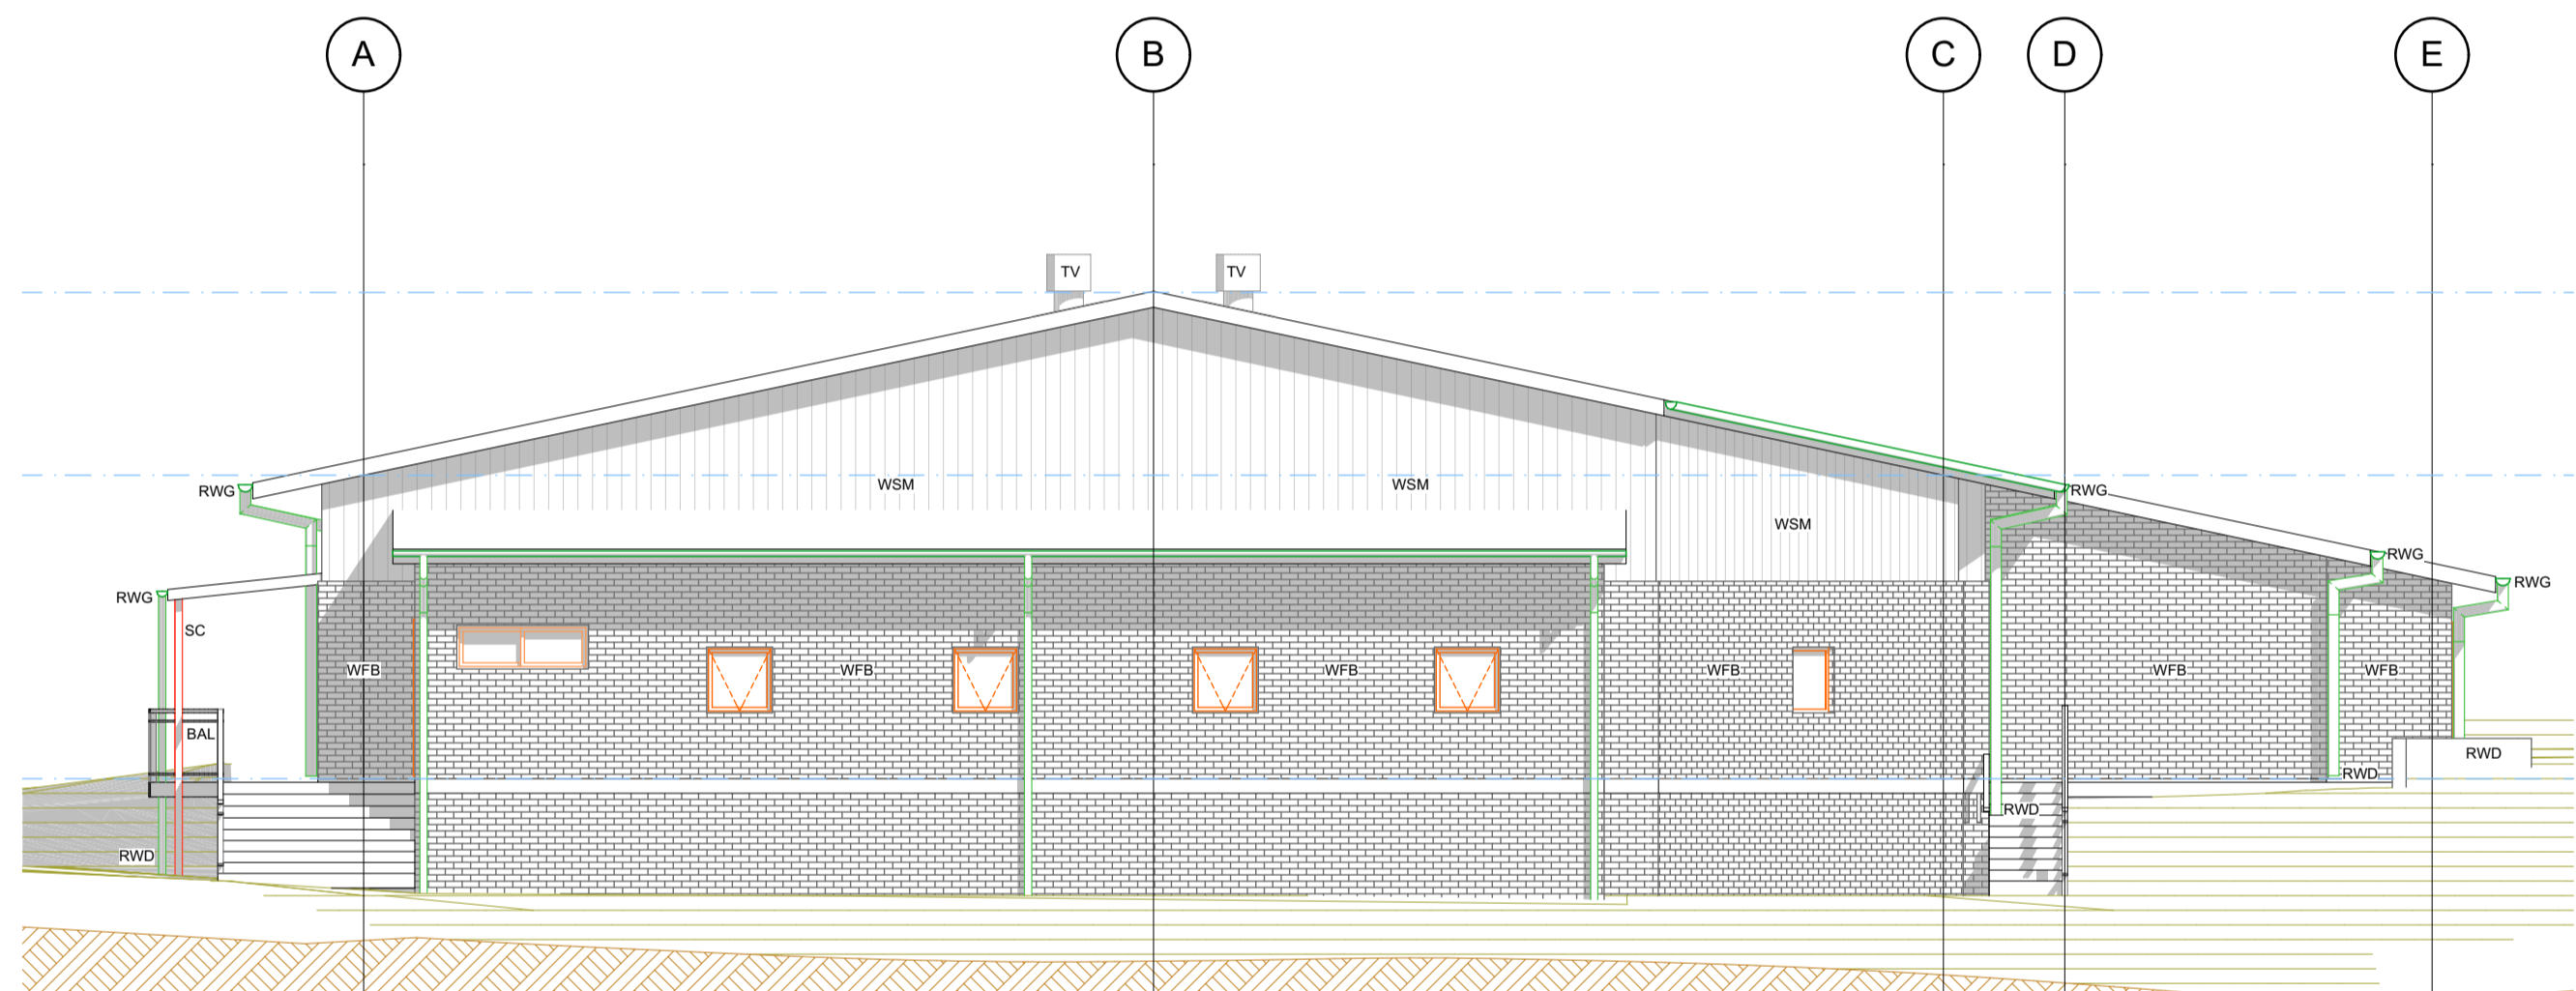 A B C D E
TV TV
RWG WSM WSM RWG
WSM
RWG RWG
RWG
SC
WFB WFB WFB WFB WFB WFB
BAL
RWD
RWD
RWD
RWD